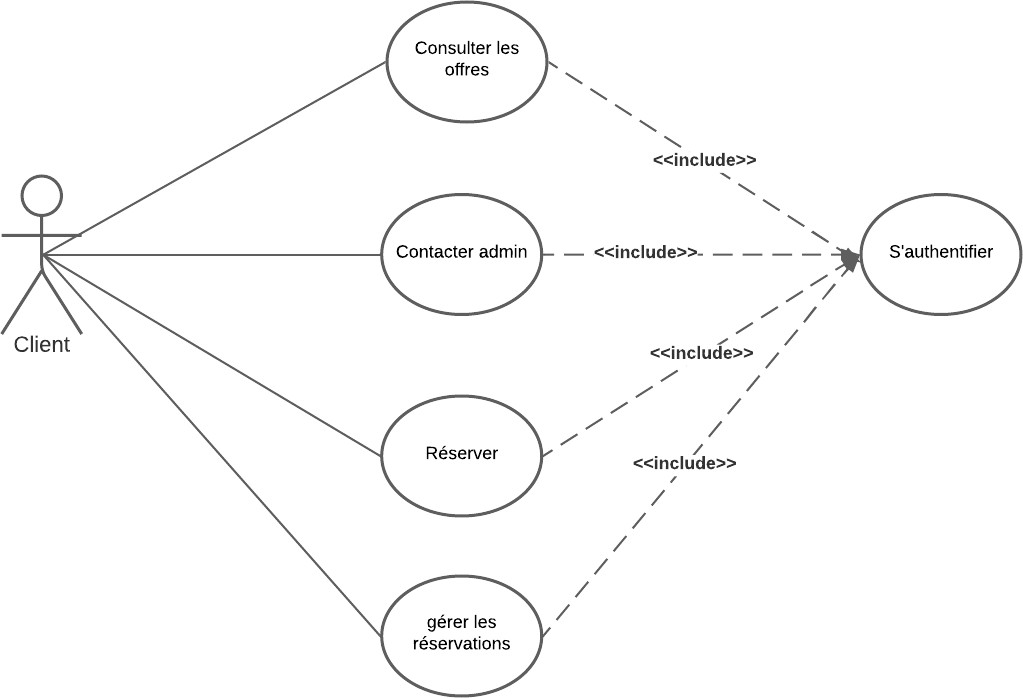 Consulter les
offres
<<include>>
Contacter admin
<<include>>
S'authentifier
Client
<<include>>
Réserver
<<include>>
gérer les
réservations